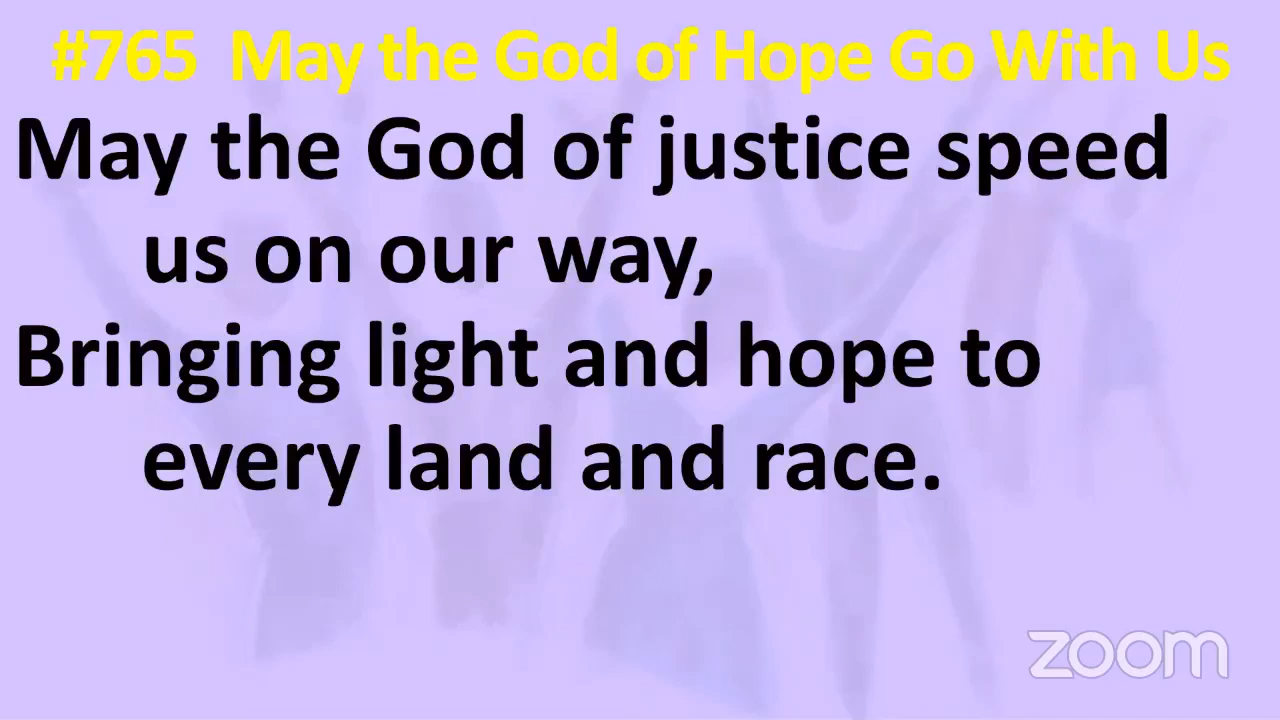 #765 May the God of Hope Go With Us
May the God of justice speed
us on our way,
Bringing light and hope to
every land and race.
zoom